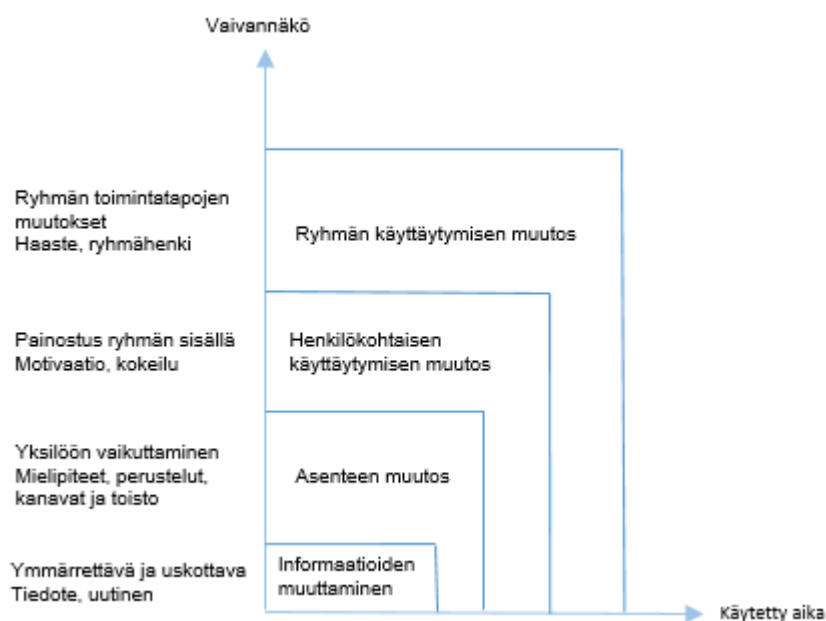 Vaivannäkö
Ryhmän toimintatapojen
muutokset
Haaste, ryhmähenki
Ryhmän käyttäytymisen muutos
Painostus ryhmän sisällä
Motivaatio, kokeilu
Henkilökohtaisen
käyttäytymisen muutos
Yksilöön vaikuttaminen
Mielipiteet, perustelut,
kanavat ja toisto
Asenteen muutos
Ymmärrettävä ja uskottava
Tiedote, uutinen
Informaatioiden
muuttaminen
Käytetty aika